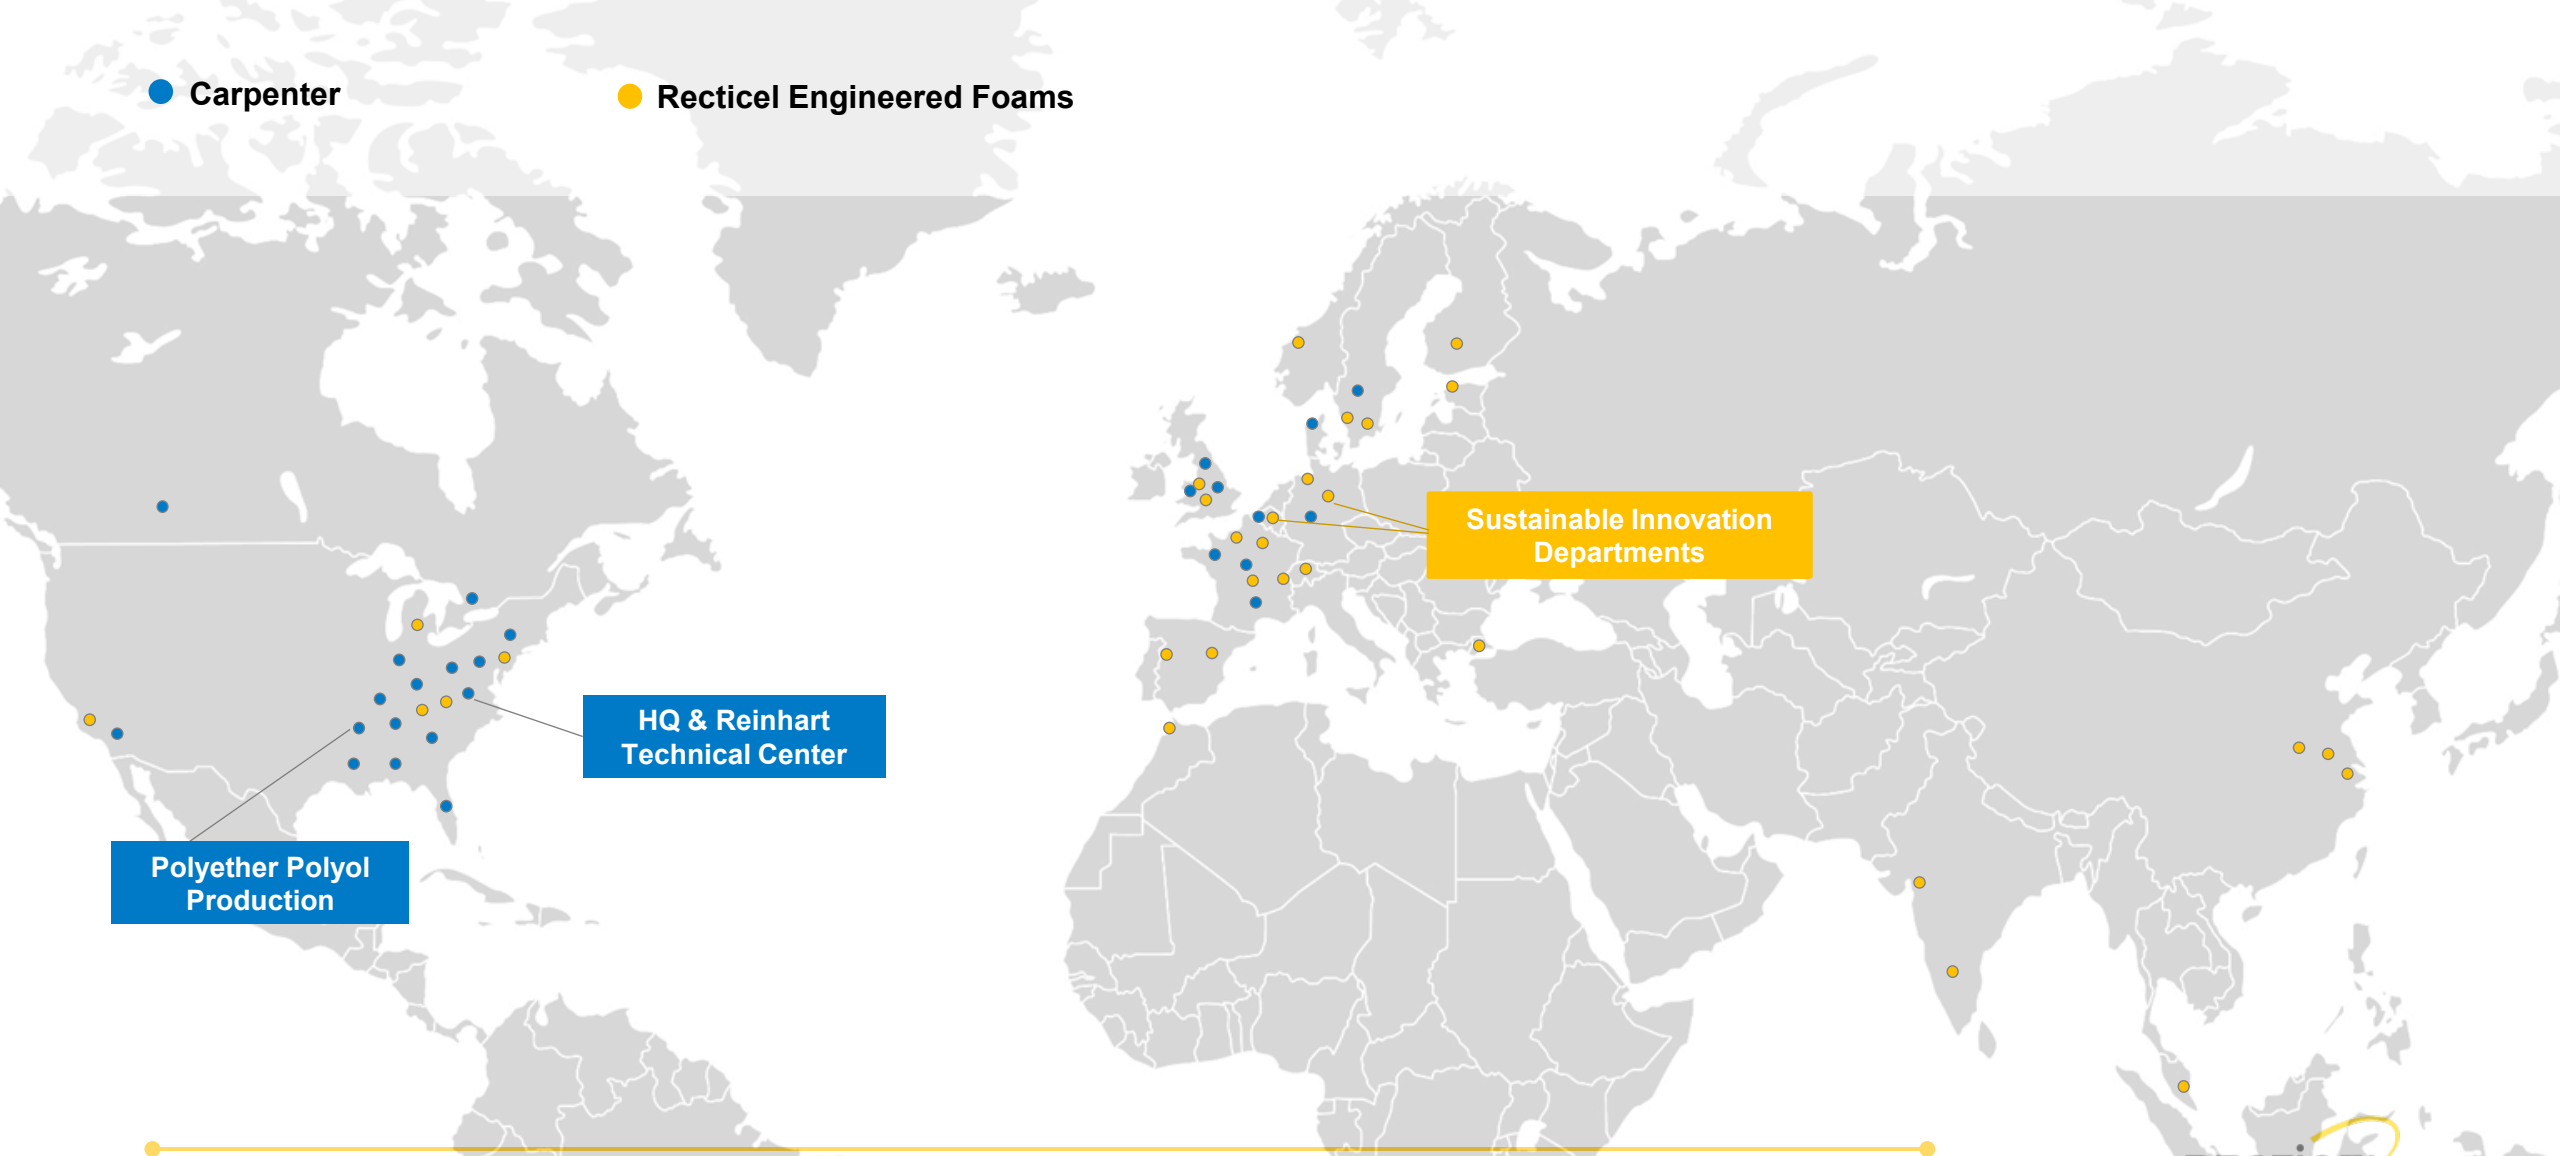 Carpenter
Recticel Engineered Foams
Sustainable Innovation
Departments
HQ & Reinhart
Technical Center
Polyether Polyol
Production